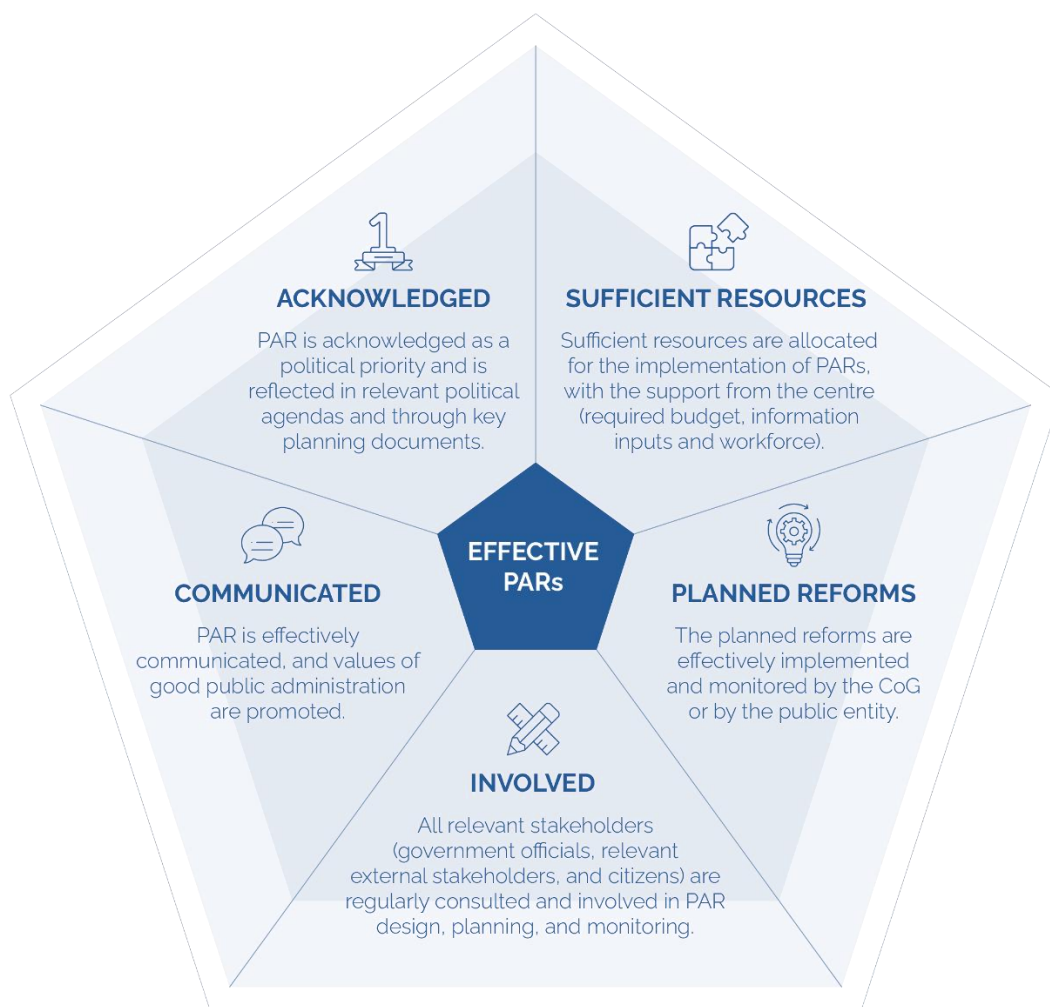 1
ACKNOWLEDGED
PAR is acknowledged as a
political priority and is
reflected in relevant political
agendas and through key
planning documents.
SUFFICIENT RESOURCES
Sufficient resources are allocated
for the implementation of PARs,
with the support from the centre
(required budget, information
inputs and workforce).
EFFECTIVE
PARs
COMMUNICATED
PAR is effectively
communicated, and values of
good public administration
are promoted.
PLANNED REFORMS
The planned reforms are
effectively implemented
and monitored by the CoG
or by the public entity.
INVOLVED
All relevant stakeholders
(government officials, relevant
external stakeholders, and citizens) are
regularly consulted and involved in PAR
design, planning, and monitoring.